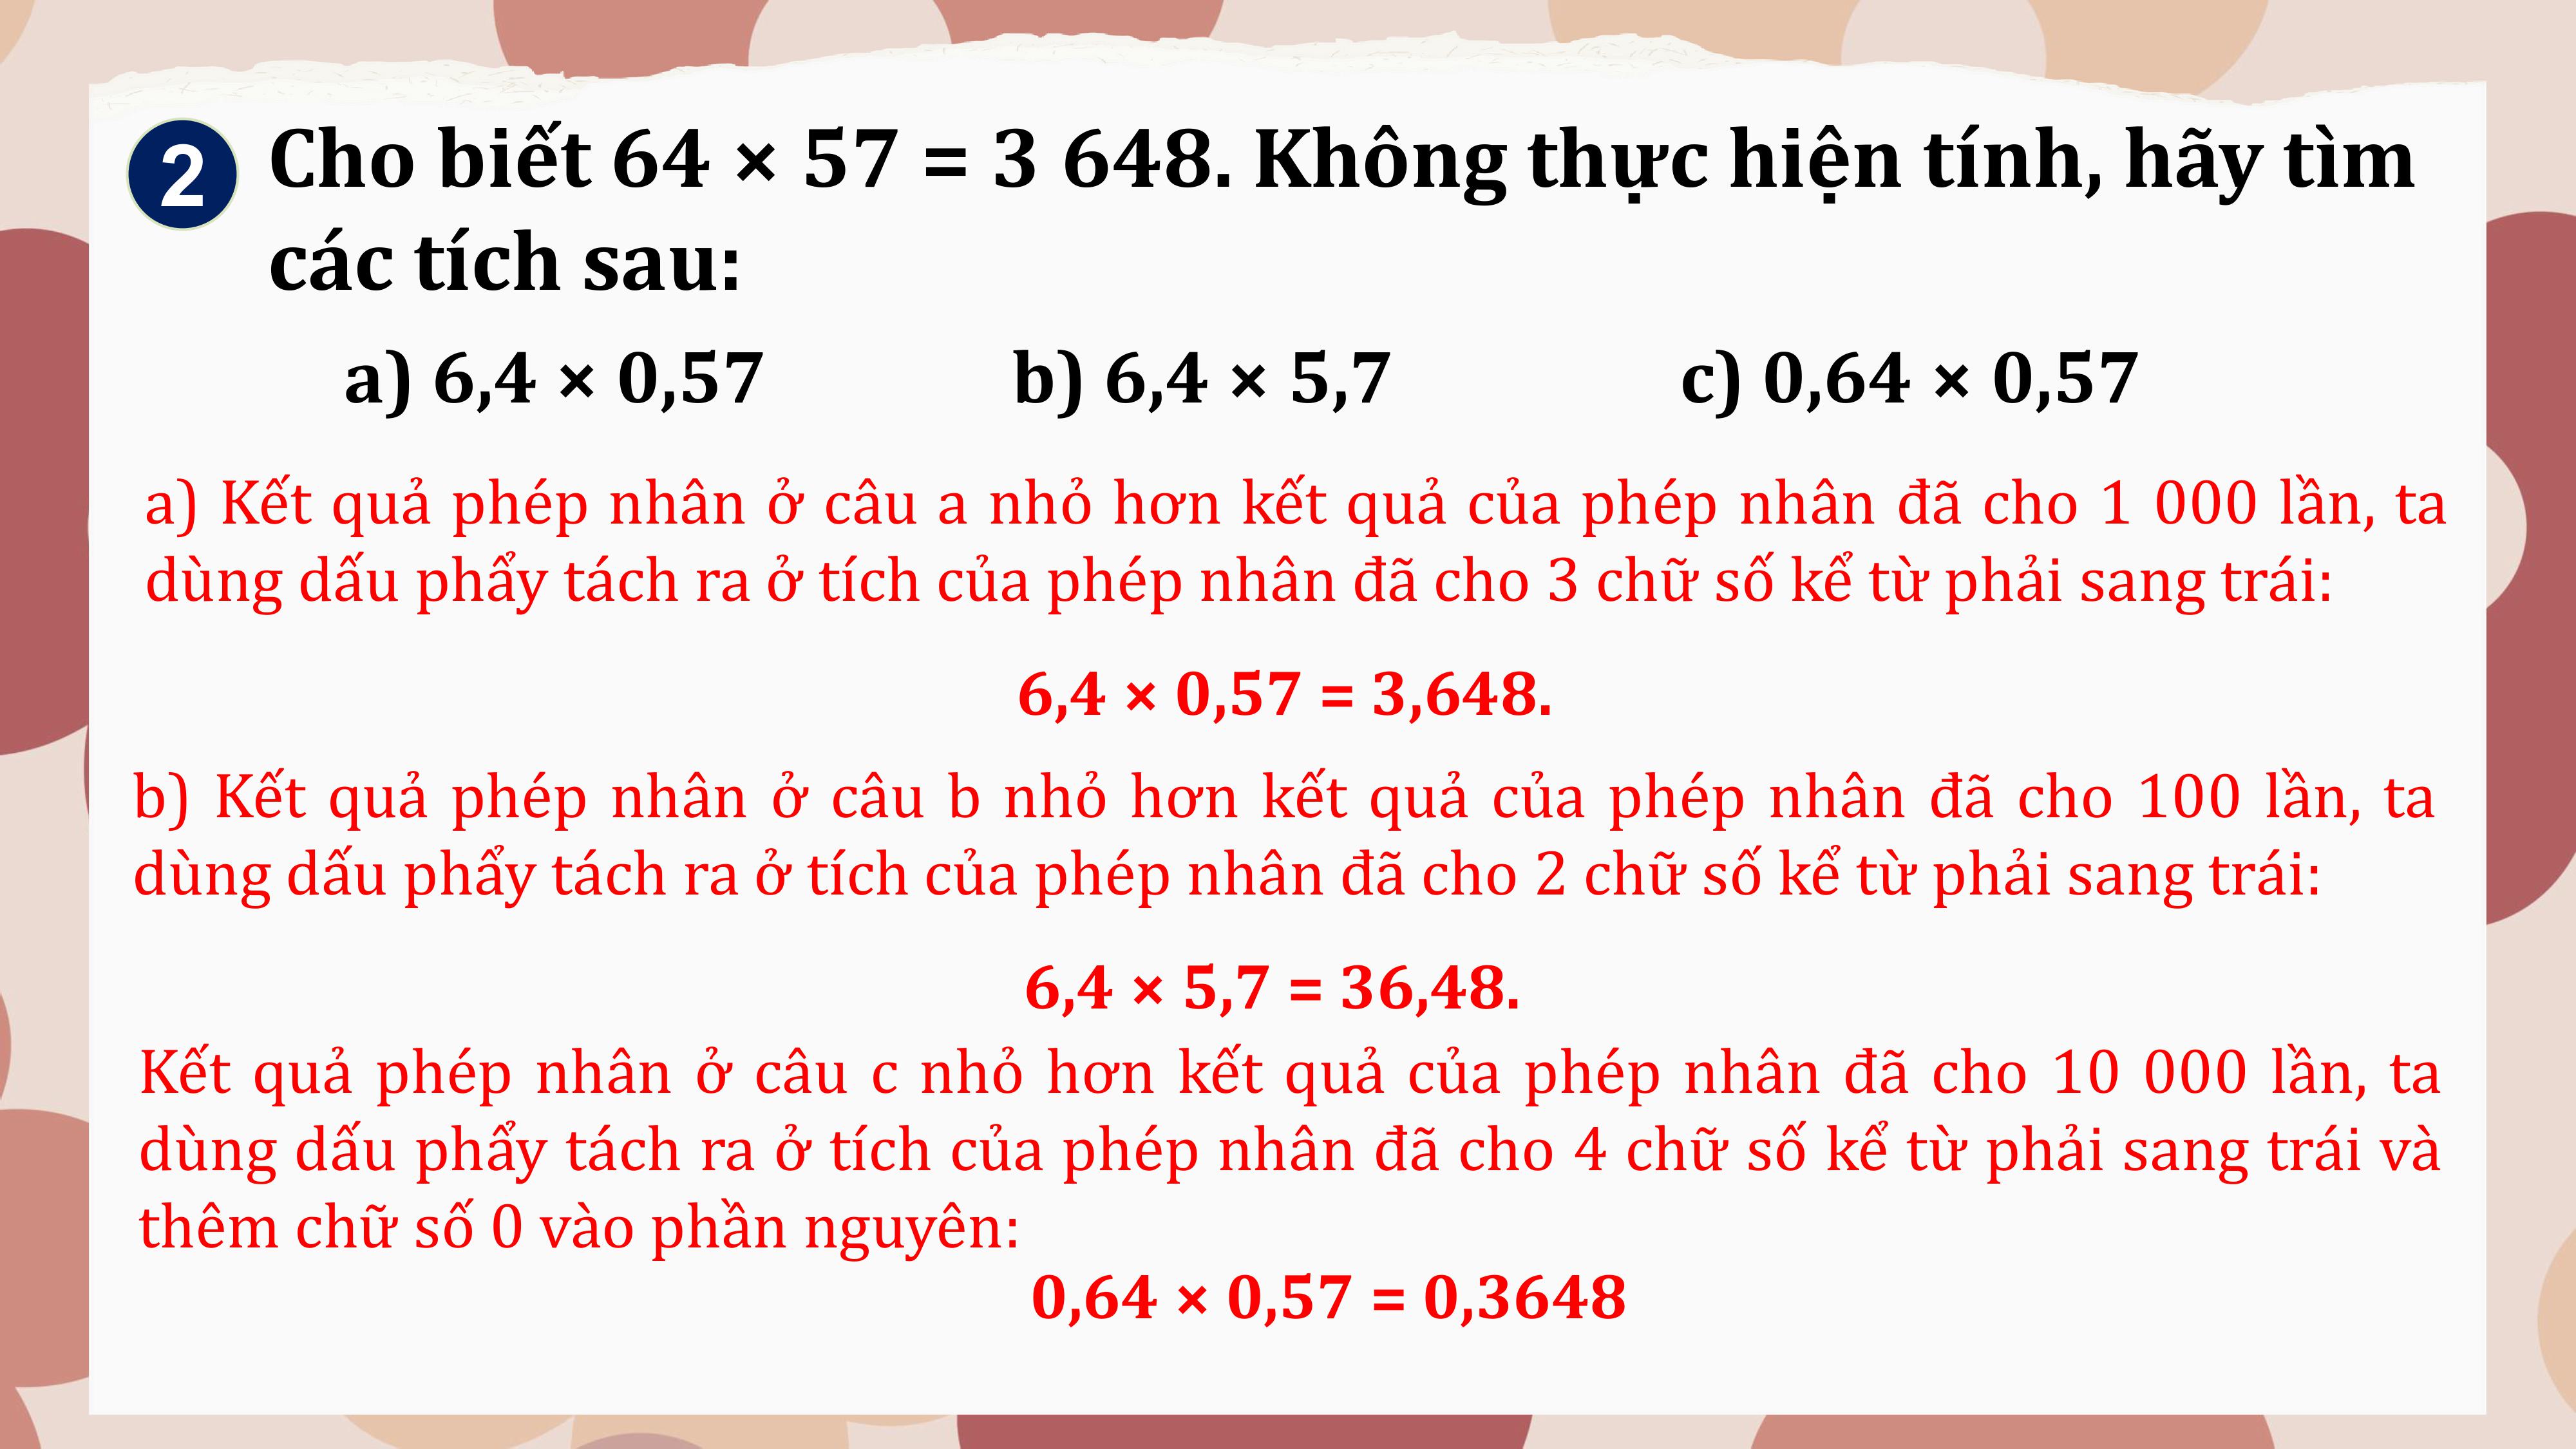 2
Cho biết 64 × 57 = 3 648. Không thực hiện tính, hãy tìm
các tích sau:
a) 6,4 × 0,57 b) 6,4 × 5,7 c) 0,64 × 0,57
a) Kết quả phép nhân ở câu a nhỏ hơn kết quả của phép nhân đã cho 1 000 lần, ta
dùng dấu phẩy tách ra ở tích của phép nhân đã cho 3 chữ số kể từ phải sang trái:
6,4 × 0,57 = 3,648.
b) Kết quả phép nhân ở câu b nhỏ hơn kết quả của phép nhân đã cho 100 lần, ta
dùng dấu phẩy tách ra ở tích của phép nhân đã cho 2 chữ số kể từ phải sang trái:
6,4 × 5,7 = 36,48.
Kết quả phép nhân ở câu c nhỏ hơn kết quả của phép nhân đã cho 10 000 lần, ta
dùng dấu phẩy tách ra ở tích của phép nhân đã cho 4 chữ số kể từ phải sang trái và
thêm chữ số 0 vào phần nguyên:
0,64 × 0,57 = 0,3648